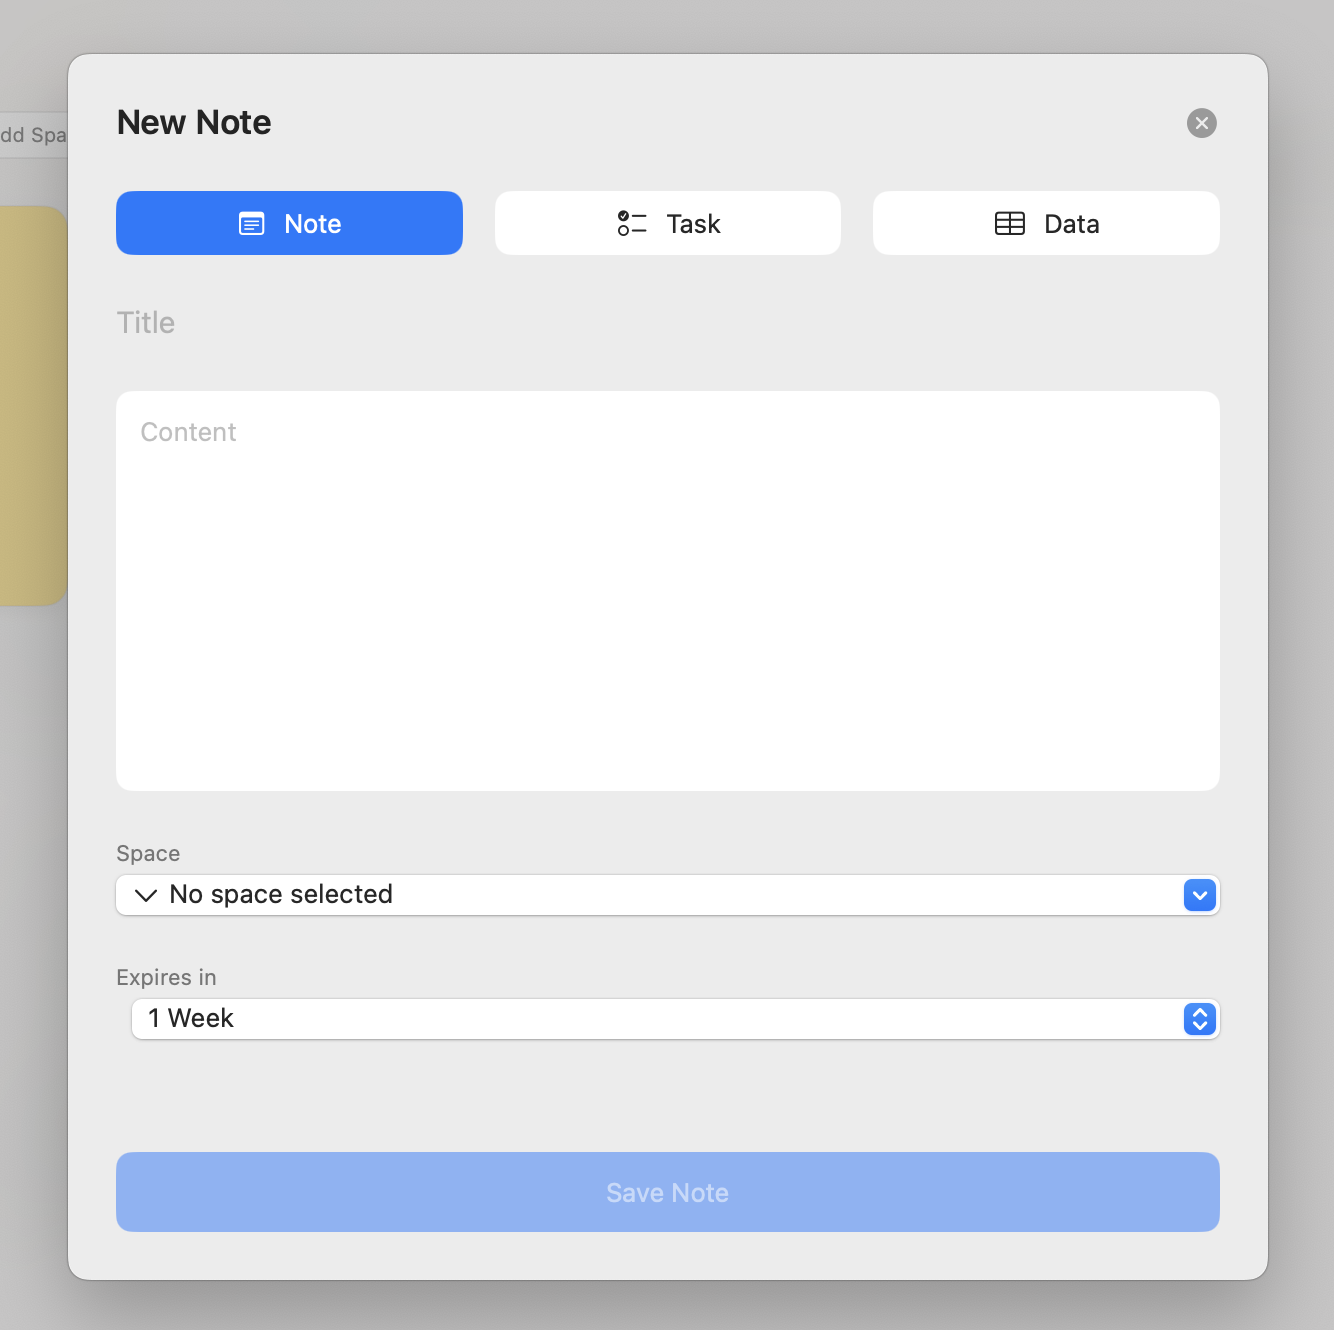 New Note
dd Spa
Note
Task
Data
Title
Content
Space
No space selected
Expires in
1 Week
Save Note